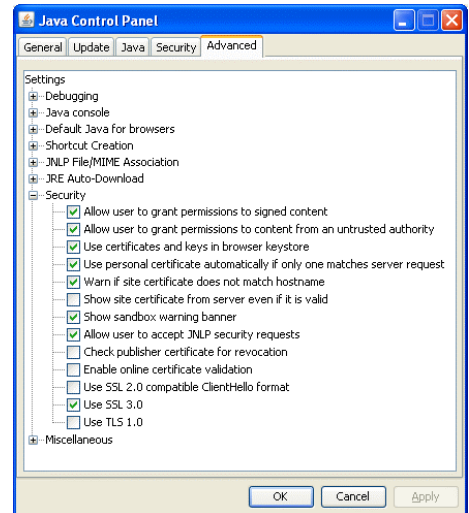 Java Control Panel
General Update Java Security Advanced
Settings
Debugging
Java console
Default Java for browsers
Shortcut Creation
JNLP File/MIME Association
JRE Auto-Download
Security
Allow user to grant permissions to signed content
Allow user to grant permissions to content from an untrusted authority
Use certificates and keys in browser keystore
Use personal certificate automatically if only one matches server request
Warn if site certificate does not match hostname
Show site certificate from server even if it is valid
Show sandbox warning banner
Allow user to accept JNLP security requests
Check publisher certificate for revocation
Enable online certificate validation
Use SSL 2.0 compatible ClientHello format
Use SSL 3.0
Use TLS 1.0
Miscellaneous
OK Cancel Apply